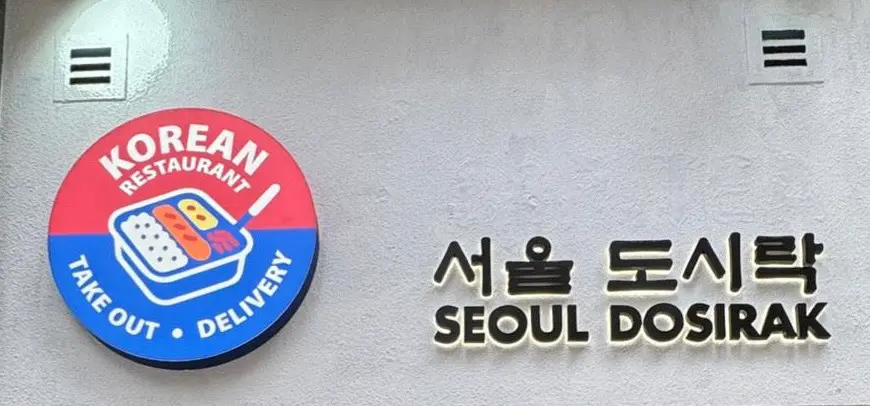 KOREAN
RESTAURANT
TAKE OUT • DELIVERY
서울 도시락
SEOUL DOSIRAK